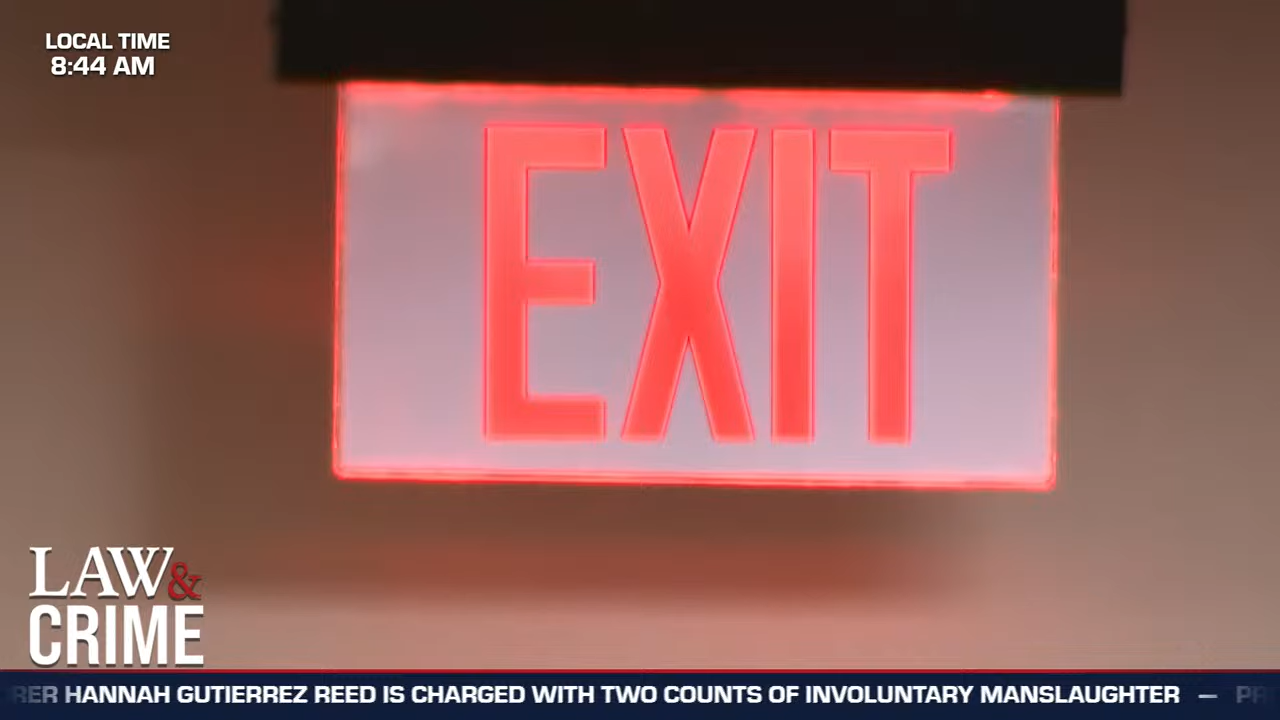 LOCAL TIME
8:44 AM
EXIT
LAW&
CRIME
HANNAH GUTIERREZ REED IS CHARGED WITH TWO COUNTS OF INVOLUNTARY MANSLAUGHTER —